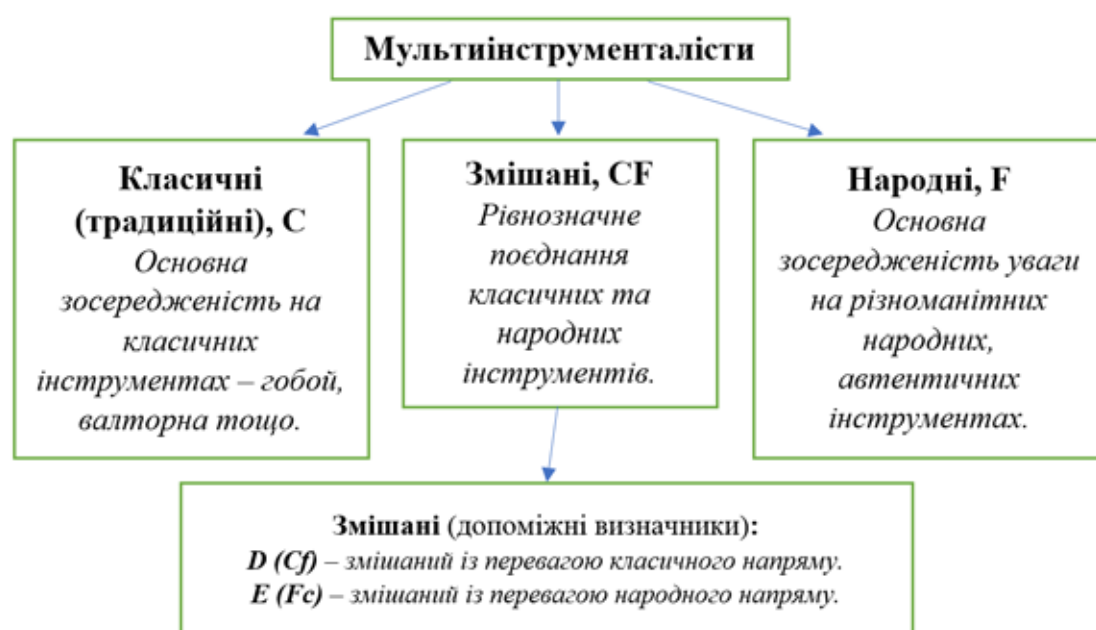 Мультиінструменталісти
Класичні
(традиційні), С
Основна
зосередженість на
класичних
інструментах – гобой,
валторна тощо.
Змішані, CF
Рівнозначне
поєднання
класичних та
народних
інструментів.
Народні, F
Основна
зосередженість уваги
на різноманітних
народних,
автентичних
інструментах.
Змішані (допоміжні визначники):
D (Cf) – змішаний із перевагою класичного напряму.
E (Fc) – змішаний із перевагою народного напряму.